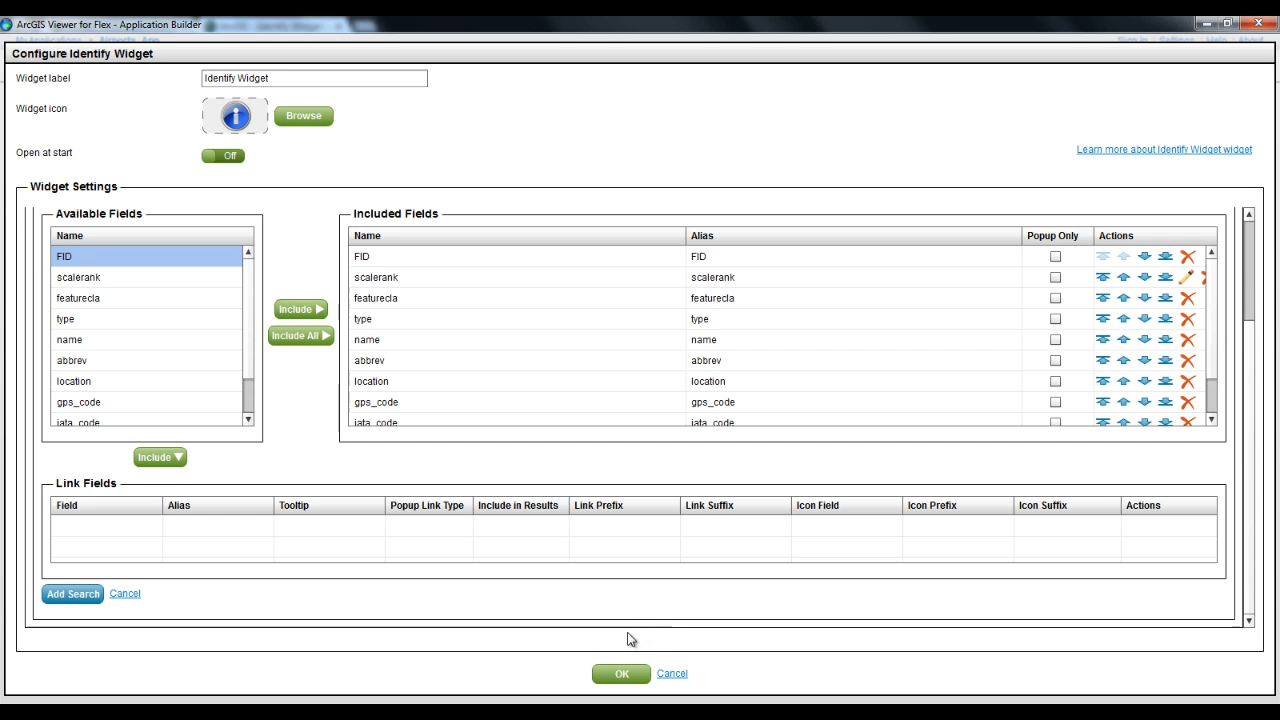 ArcGIS Viewer for Flex - Application Builder
Configure Identify Widget
Widget label
Identify Widget
Widget icon
Browse
Open at start
Off
Learn more about Identify Widget widget
Widget Settings
Available Fields
Name
FID
scalerank
featurecla
type
name
abbrev
location
gps_code
iata_code
Include
Include All
Included Fields
Name Alias Popup Only Actions
FID FID
scalerank scalerank
featurecla featurecla
type type
name name
abbrev abbrev
location location
gps_code gps_code
iata_code iata_code
Include
Link Fields
Field Alias Tooltip Popup Link Type Include in Results Link Prefix Link Suffix Icon Field Icon Prefix Icon Suffix Actions
Add Search Cancel
OK Cancel